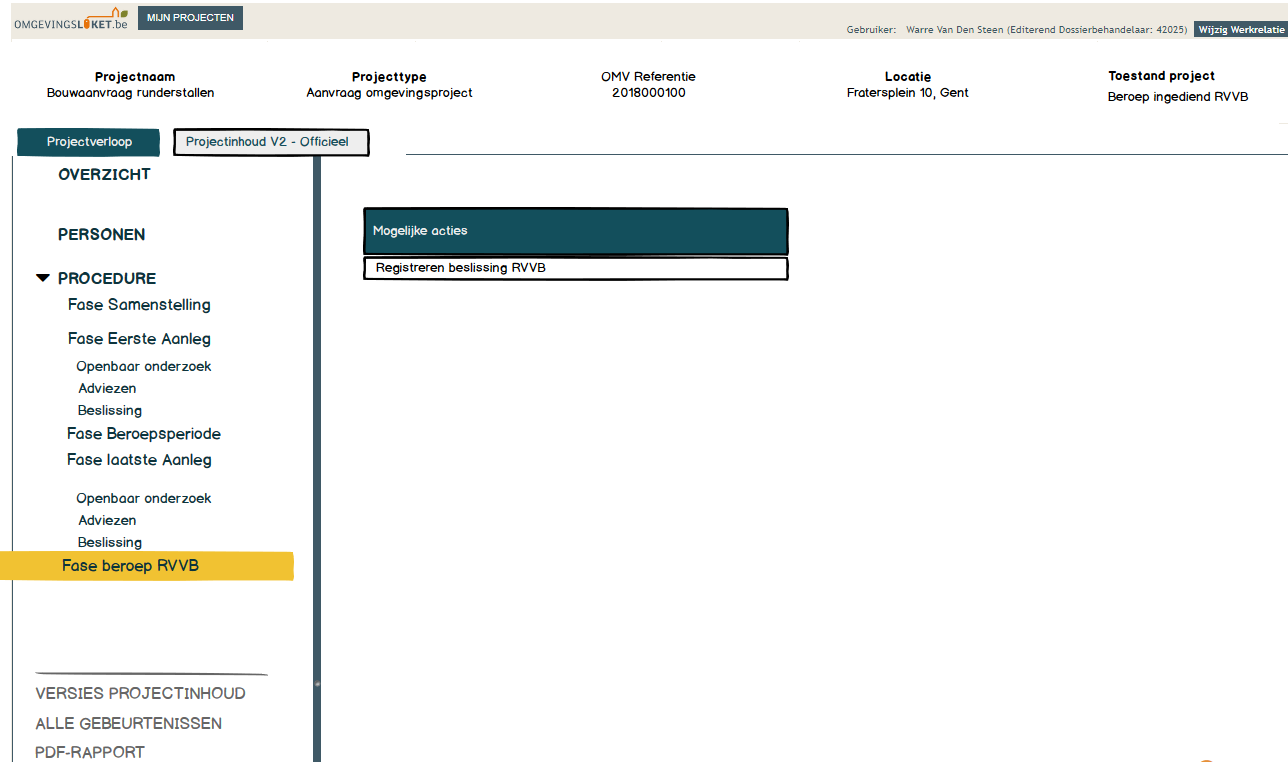 OMGEVINGSLOKET.be
MIJN PROJECTEN
Gebruiker: Warre Van Den Steen (Editerend Dossierbehandelaar: 42025) Wijzig Werkrelatie
Projectnaam
Bouwaanvraag runderstallen
Projecttype
Aanvraag omgevingsproject
OMV Referentie
2018000100
Locatie
Fratersplein 10, Gent
Toestand project
Beroep ingediend RVVB
Projectverloop
Projectinhoud V2 - Officieel
OVERZICHT
PERSONEN
PROCEDURE
Fase Samenstelling
Fase Eerste Aanleg
Openbaar onderzoek
Adviezen
Beslissing
Fase Beroepsperiode
Fase laatste Aanleg
Openbaar onderzoek
Adviezen
Beslissing
Fase beroep RVVB
VERSIES PROJECTINHOUD
ALLE GEBEURTENISSEN
PDF-RAPPORT
Mogelijke acties
Registreren beslissing RVVB